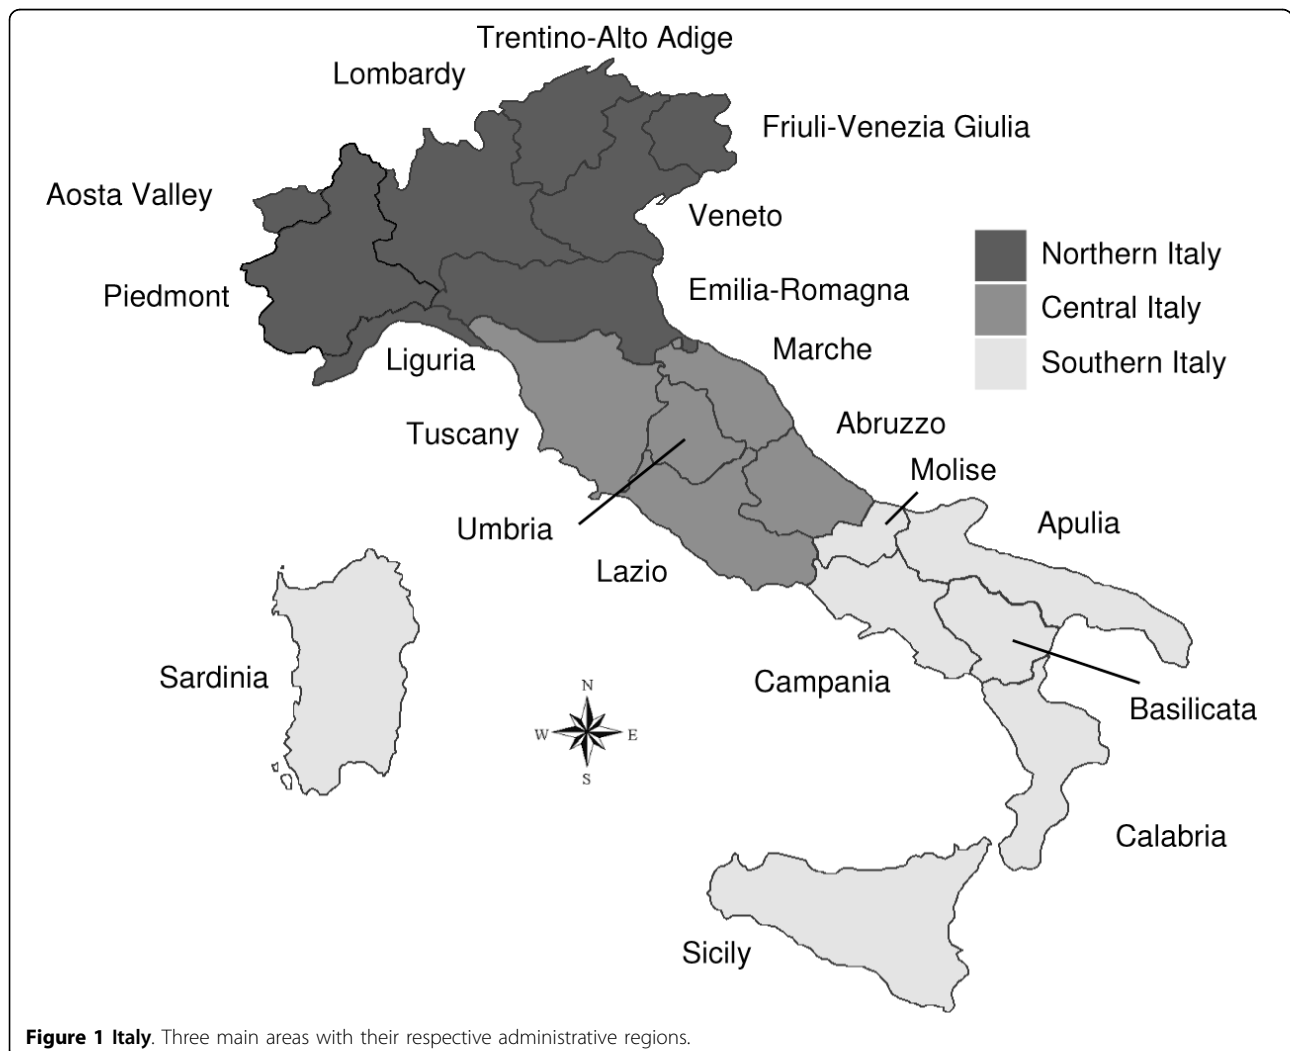 Trentino-Alto Adige
Lombardy
Friuli-Venezia Giulia
Aosta Valley
Veneto
Northern Italy
Piedmont
Emilia-Romagna
Central Italy
Marche
Liguria
Southern Italy
Tuscany
Abruzzo
Molise
Umbria
Apulia
Lazio
Sardinia
Campania
Basilicata
N
W
E
S
Calabria
Sicily
Figure 1 Italy. Three main areas with their respective administrative regions.